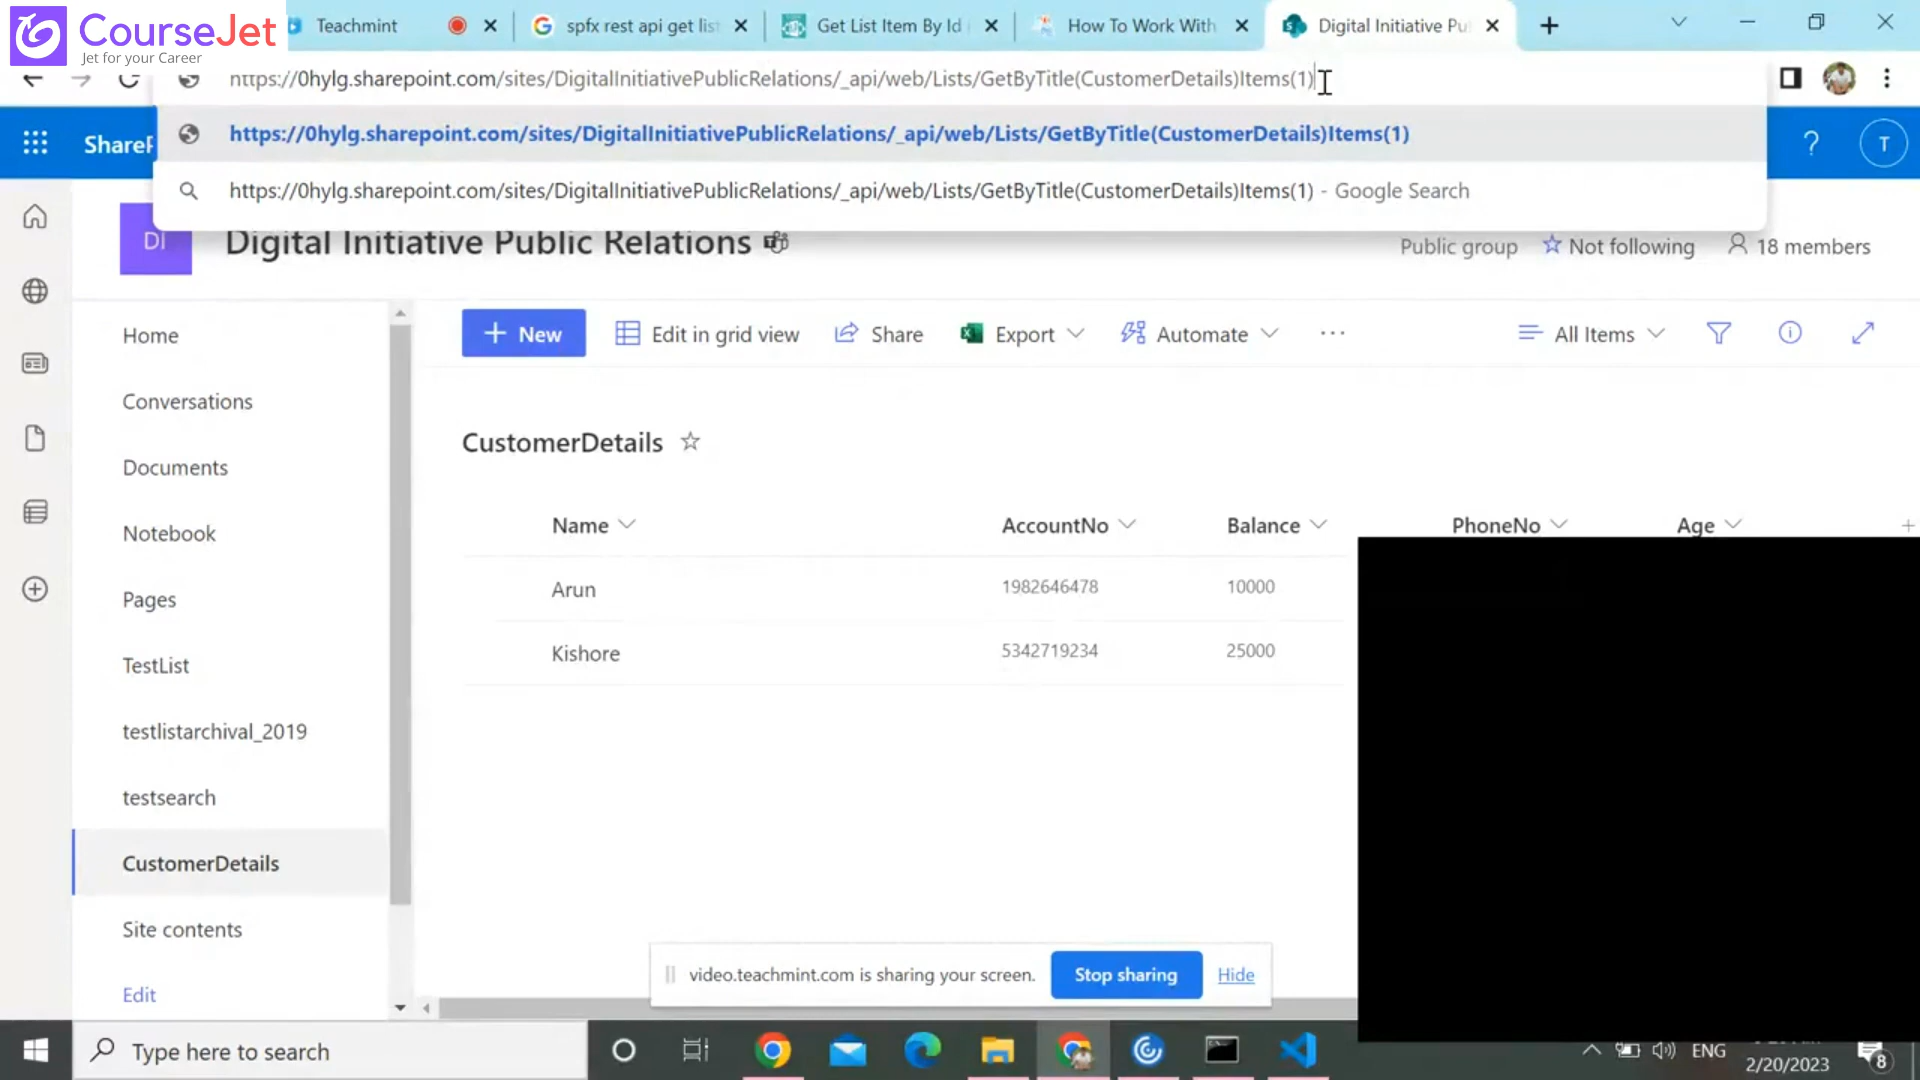 CourseJet
Jet for your Career
Teachmint
spfx rest api get list
Get List Item By Id
How To Work With
Digital Initiative Pu
https://0hylg.sharepoint.com/sites/DigitalInitiativePublicRelations/_api/web/Lists/GetByTitle(CustomerDetails)Items(1)
https://0hylg.sharepoint.com/sites/DigitalInitiativePublicRelations/_api/web/Lists/GetByTitle(CustomerDetails)Items(1)
https://0hylg.sharepoint.com/sites/DigitalInitiativePublicRelations/_api/web/Lists/GetByTitle(CustomerDetails)Items(1) - Google Search
ShareP
?
T
DI
Digital Initiative Public Relations
Public group
Not following
18 members
Home
Conversations
Documents
Notebook
Pages
TestList
testlistarchival_2019
testsearch
CustomerDetails
Site contents
Edit
+ New
Edit in grid view
Share
Export
Automate
...
All Items
CustomerDetails
Name AccountNo Balance PhoneNo Age +
Arun 1982646478 10000
Kishore 5342719234 25000
video.teachmint.com is sharing your screen.
Stop sharing
Hide
Type here to search
ENG
2/20/2023
8